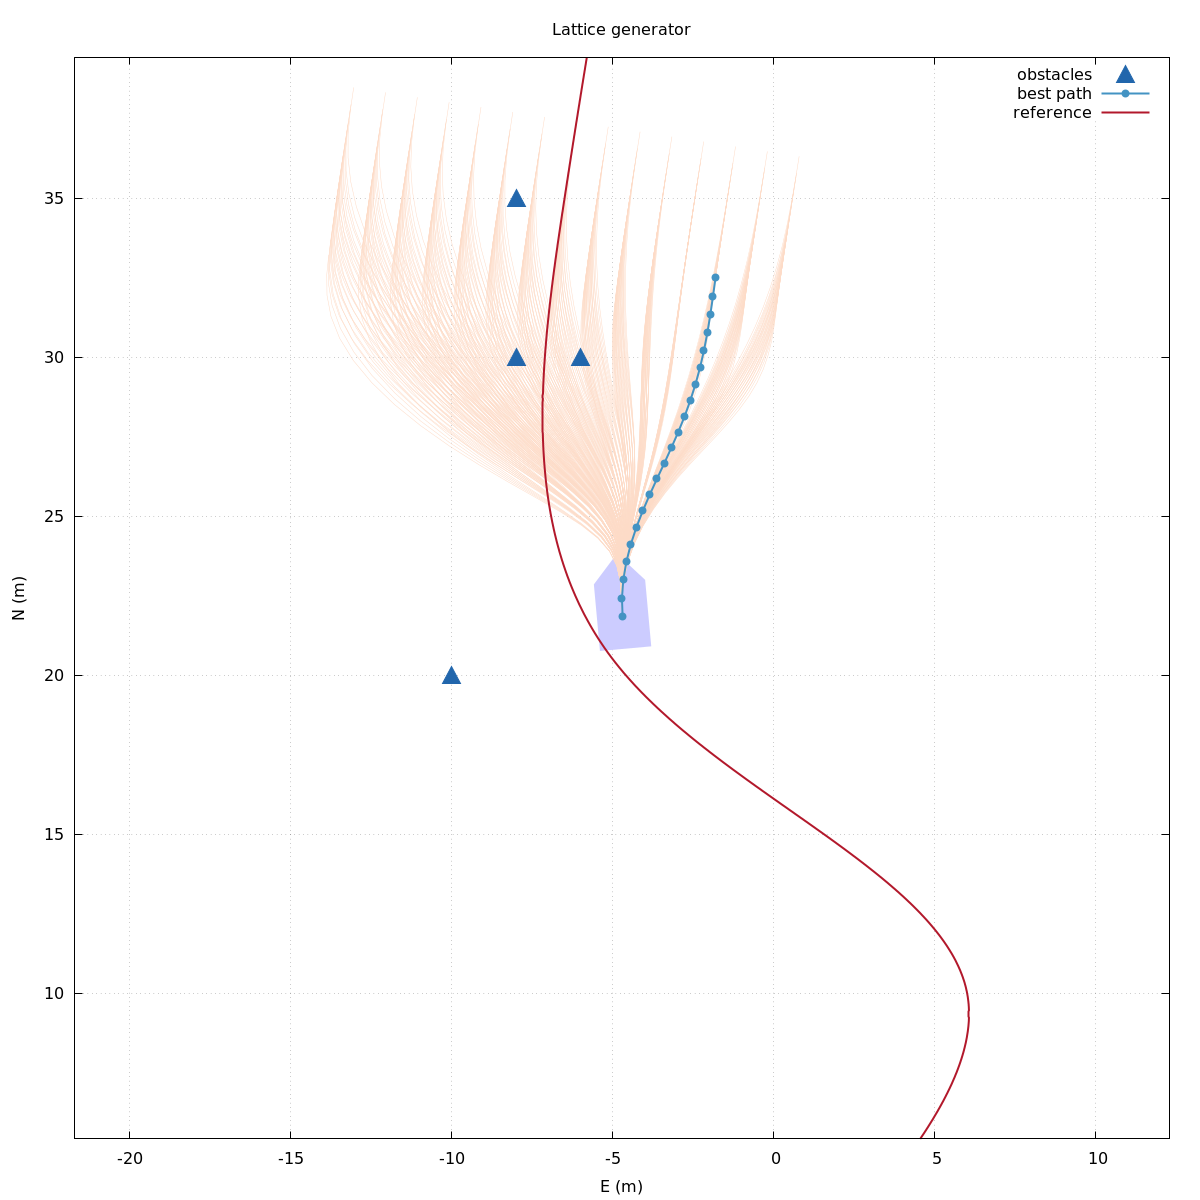 Lattice generator
obstacles
best path
reference
35
30
25
20
15
10
N (m)
-20 -15 -10 -5 0 5 10
E (m)